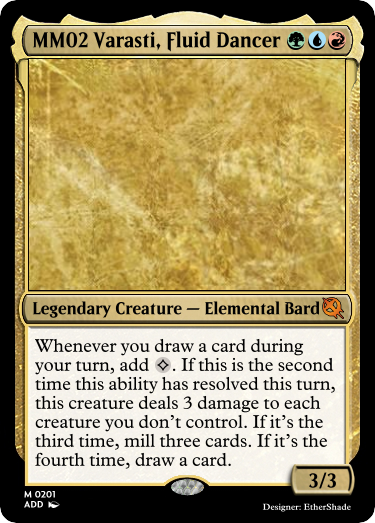 MM02 Varasti, Fluid Dancer
Legendary Creature — Elemental Bard
Whenever you draw a card during
your turn, add. If this is the second
time this ability has resolved this turn,
this creature deals 3 damage to each
creature you don't control. If it's the
third time, mill three cards. If it's the
fourth time, draw a card.
3/3
M 0201
ADD
Designer: EtherShade